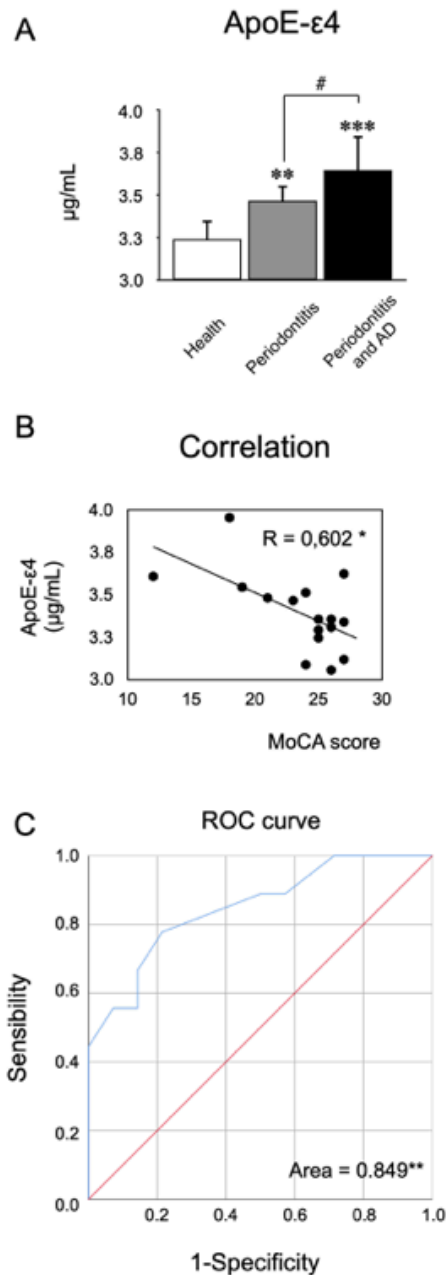 A
ApoE-ε4
#
4.0
***
3.8
**
µg/mL
3.5
3.3
3.0
Health
Periodontitis
Periodontitis
and AD
B
Correlation
4.0
R = 0,602 *
3.8
ApoE-ε4
(µg/mL)
3.5
3.3
3.0
10 15 20 25 30
MoCA score
C
ROC curve
1.0
0.8
0.6
Sensibility
0.4
0.2
Area = 0.849**
0.0
0.2 0.4 0.6 0.8 1.0
1-Specificity